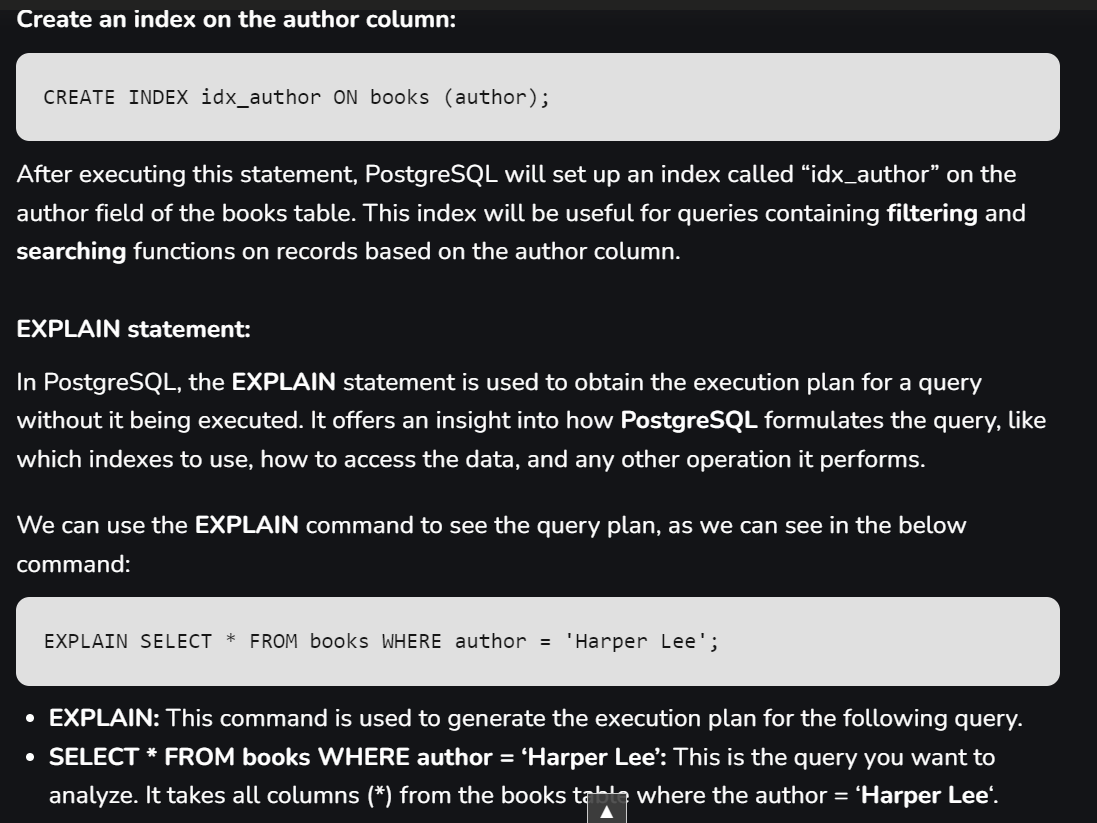 Create an index on the author column:
CREATE INDEX idx_author ON books (author);
After executing this statement, PostgreSQL will set up an index called “idx_author” on the
author field of the books table. This index will be useful for queries containing filtering and
searching functions on records based on the author column.
EXPLAIN statement:
In PostgreSQL, the EXPLAIN statement is used to obtain the execution plan for a query
without it being executed. It offers an insight into how PostgreSQL formulates the query, like
which indexes to use, how to access the data, and any other operation it performs.
We can use the EXPLAIN command to see the query plan, as we can see in the below
command:
EXPLAIN SELECT * FROM books WHERE author = 'Harper Lee';
• EXPLAIN: This command is used to generate the execution plan for the following query.
• SELECT * FROM books WHERE author = ‘Harper Lee’: This is the query you want to
analyze. It takes all columns (*) from the books table where the author = ‘Harper Lee‘.